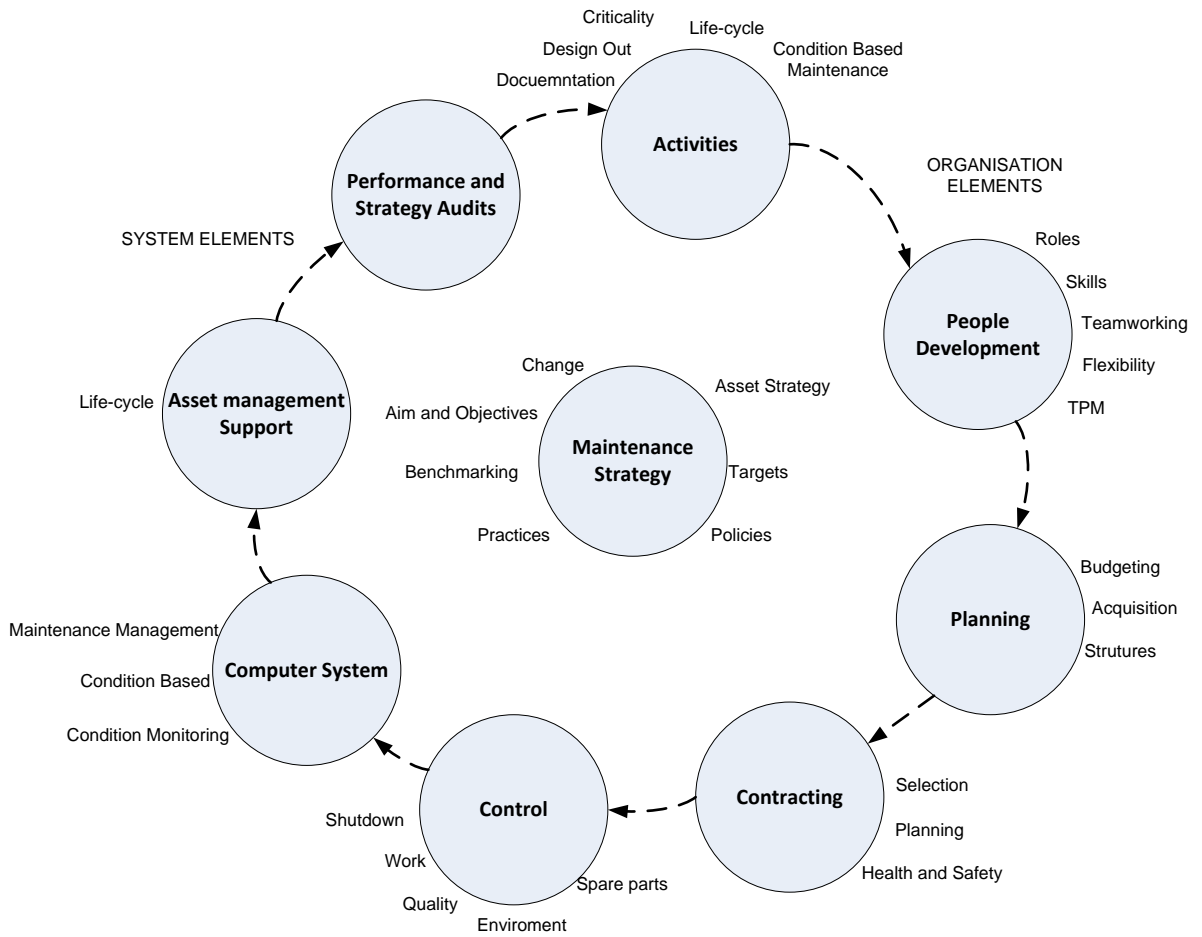 Criticality
Life-cycle
Design Out
Condition Based
Maintenance
Docuemntation
Activities
ORGANISATION
ELEMENTS
Performance and
Strategy Audits
SYSTEM ELEMENTS
Roles
Skills
Teamworking
Flexibility
TPM
People
Development
Change
Asset Strategy
Aim and Objectives
Benchmarking
Maintenance
Strategy
Targets
Practices
Policies
Life-cycle
Asset management
Support
Budgeting
Acquisition
Strutures
Planning
Maintenance Management
Condition Based
Condition Monitoring
Computer System
Control
Shutdown
Work
Quality
Enviroment
Spare parts
Contracting
Selection
Planning
Health and Safety